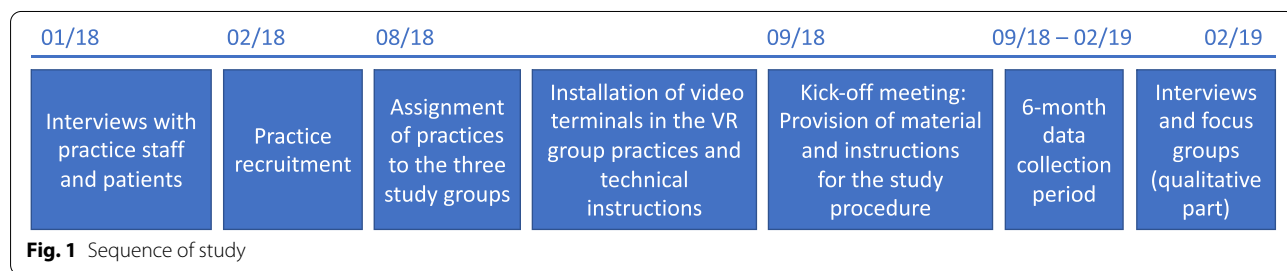 01/18
02/18
08/18
09/18
09/18 – 02/19
02/19
Interviews with
practice staff
and patients
Practice
recruitment
Assignment
of practices
to the three
study groups
Installation of video
terminals in the VR
group practices and
technical
instructions
Kick-off meeting:
Provision of material
and instructions
for the study
procedure
6-month
data
collection
period
Interviews
and focus
groups
(qualitative
part)
Fig. 1 Sequence of study